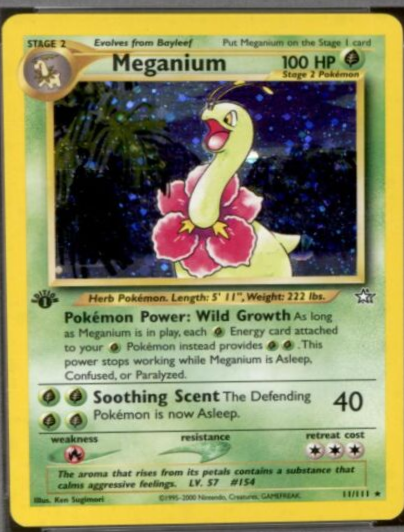 STAGE 2 Evolves from Bayleef Put Meganium on the Stage 1 card
Meganium 100 HP
Stage 2 Pokémon
EDITION
1
Herb Pokémon. Length: 5' 11", Weight: 222 lbs.
Pokémon Power: Wild Growth As long
as Meganium is in play, each Energy card attached
to your Pokémon instead provides . This
power stops working while Meganium is Asleep,
Confused, or Paralyzed.
Soothing Scent The Defending 40
Pokémon is now Asleep.
weakness resistance retreat cost
The aroma that rises from its petals contains a substance that
calms aggressive feelings. LV. 57 #154
Illus. Ken Sugimori ©1995-2000 Nintendo, Creatures, GAMEFREAK. 11/111 ★